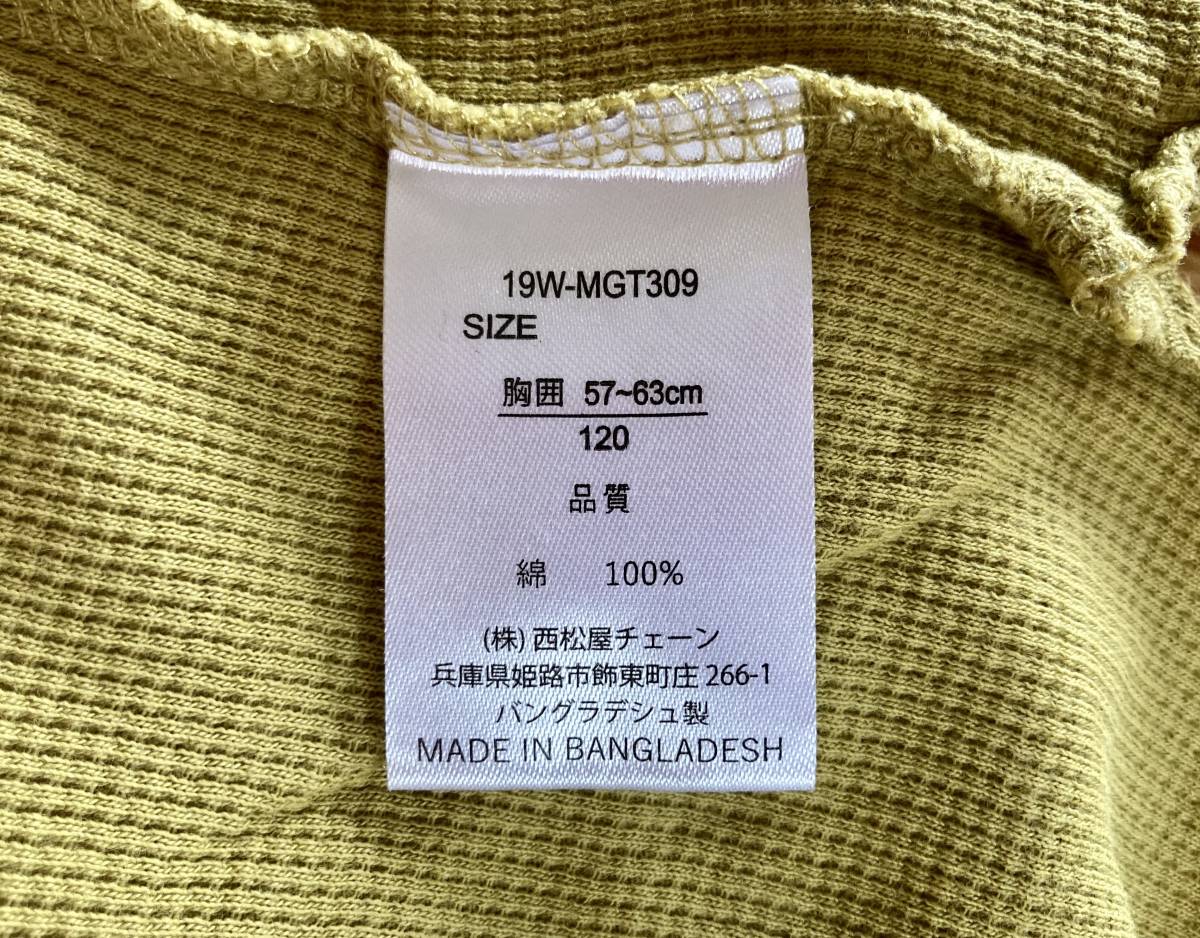 19W-MGT309
SIZE
胸囲 57~63cm
120
品質
綿 100%
(株) 西松屋チェーン
兵庫県姫路市飾東町庄 266-1
バングラデシュ製
MADE IN BANGLADESH